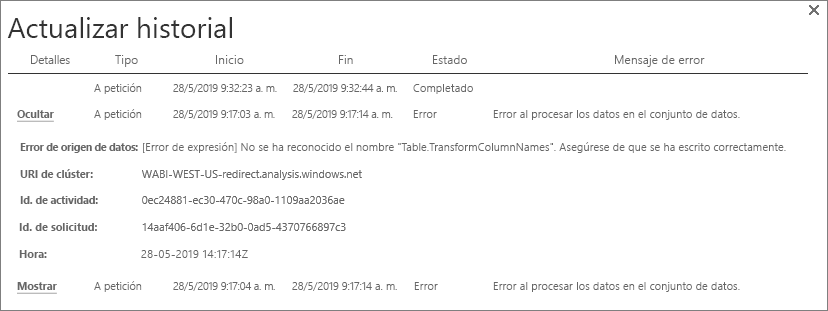 Actualizar historial
Detalles Tipo Inicio Fin Estado Mensaje de error
A petición 28/5/2019 9:32:23 a. m. 28/5/2019 9:32:44 a. m. Completado
Ocultar A petición 28/5/2019 9:17:03 a. m. 28/5/2019 9:17:14 a. m. Error Error al procesar los datos en el conjunto de datos.
Error de origen de datos: [Error de expresión] No se ha reconocido el nombre "Table.TransformColumnNames". Asegúrese de que se ha escrito correctamente.
URI de clúster: WABI-WEST-US-redirect.analysis.windows.net
Id. de actividad: 0ec24881-ec30-470c-98a0-1109aa2036ae
Id. de solicitud: 14aaf406-6d1e-32b0-0ad5-4370766897c3
Hora: 28-05-2019 14:17:14Z
Mostrar A petición 28/5/2019 9:17:04 a. m. 28/5/2019 9:17:14 a. m. Error Error al procesar los datos en el conjunto de datos.